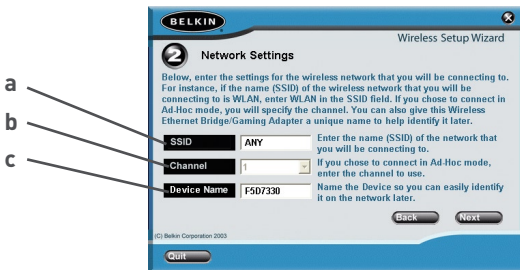 BELKIN
Wireless Setup Wizard
2 Network Settings
Below, enter the settings for the wireless network that you will be connecting to.
For instance, if the name (SSID) of the wireless network that you will be
connecting to is WLAN, enter WLAN in the SSID field. If you chose to connect in
Ad-Hoc mode, you will specify the channel. You can also give this Wireless
Ethernet Bridge/Gaming Adapter a unique name to help identify it later.
a
SSID ANY Enter the name (SSID) of the network that
you will be connecting to.
b
Channel 1 If you chose to connect in Ad-Hoc mode,
enter the channel to use.
c
Device Name F5D7330 Name the Device so you can easily identify
it on the network later.
Back Next
(C) Belkin Corporation 2003
Quit